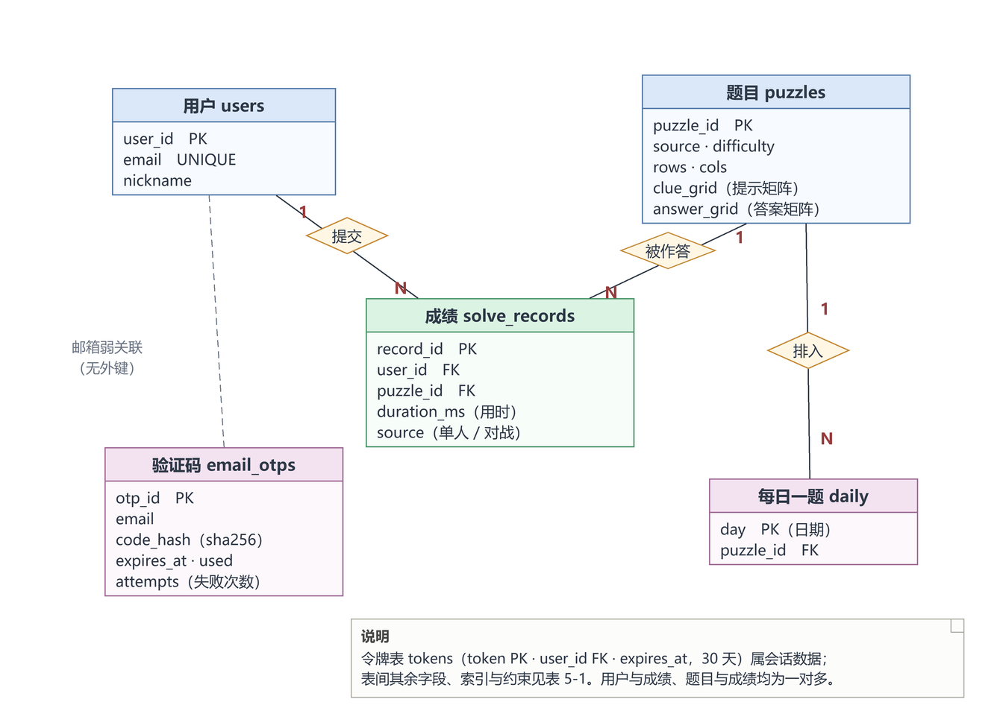 用户 users
user_id PK
email UNIQUE
nickname
题目 puzzles
puzzle_id PK
source · difficulty
rows · cols
clue_grid（提示矩阵）
answer_grid（答案矩阵）
1
提交
N
1
被作答
N
成绩 solve_records
record_id PK
user_id FK
puzzle_id FK
duration_ms（用时）
source（单人 / 对战）
1
排入
N
邮箱弱关联
（无外键）
验证码 email_otps
otp_id PK
email
code_hash（sha256）
expires_at · used
attempts（失败次数）
每日一题 daily
day PK（日期）
puzzle_id FK
说明
令牌表 tokens（token PK · user_id FK · expires_at，30 天）属会话数据；
表间其余字段、索引与约束见表 5-1。用户与成绩、题目与成绩均为一对多。